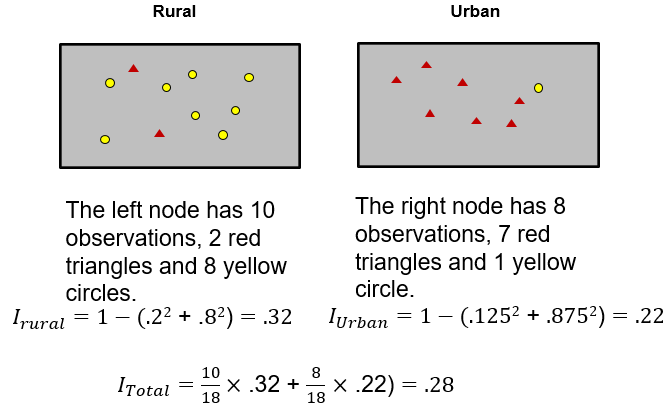 Rural
Urban
The left node has 10
observations, 2 red
triangles and 8 yellow
circles.
The right node has 8
observations, 7 red
triangles and 1 yellow
circle.
I_rural = 1 − (.2² + .8²) = .32
I_Urban = 1 − (.125² + .875²) = .22
I_Total = 10/18 × .32 + 8/18 × .22) = .28